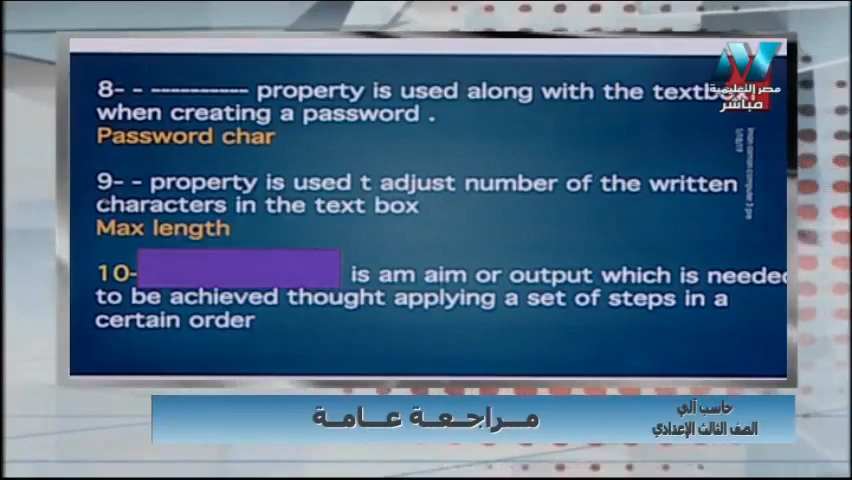 8- - ---------- property is used along with the textbox
when creating a password .
Password char
9- - property is used t adjust number of the written
characters in the text box
Max length
10- is am aim or output which is needed
to be achieved thought applying a set of steps in a
certain order
مصر التعليمية
مباشر
مراجعة عامة
حاسب آلي
الصف الثالث الإعدادي